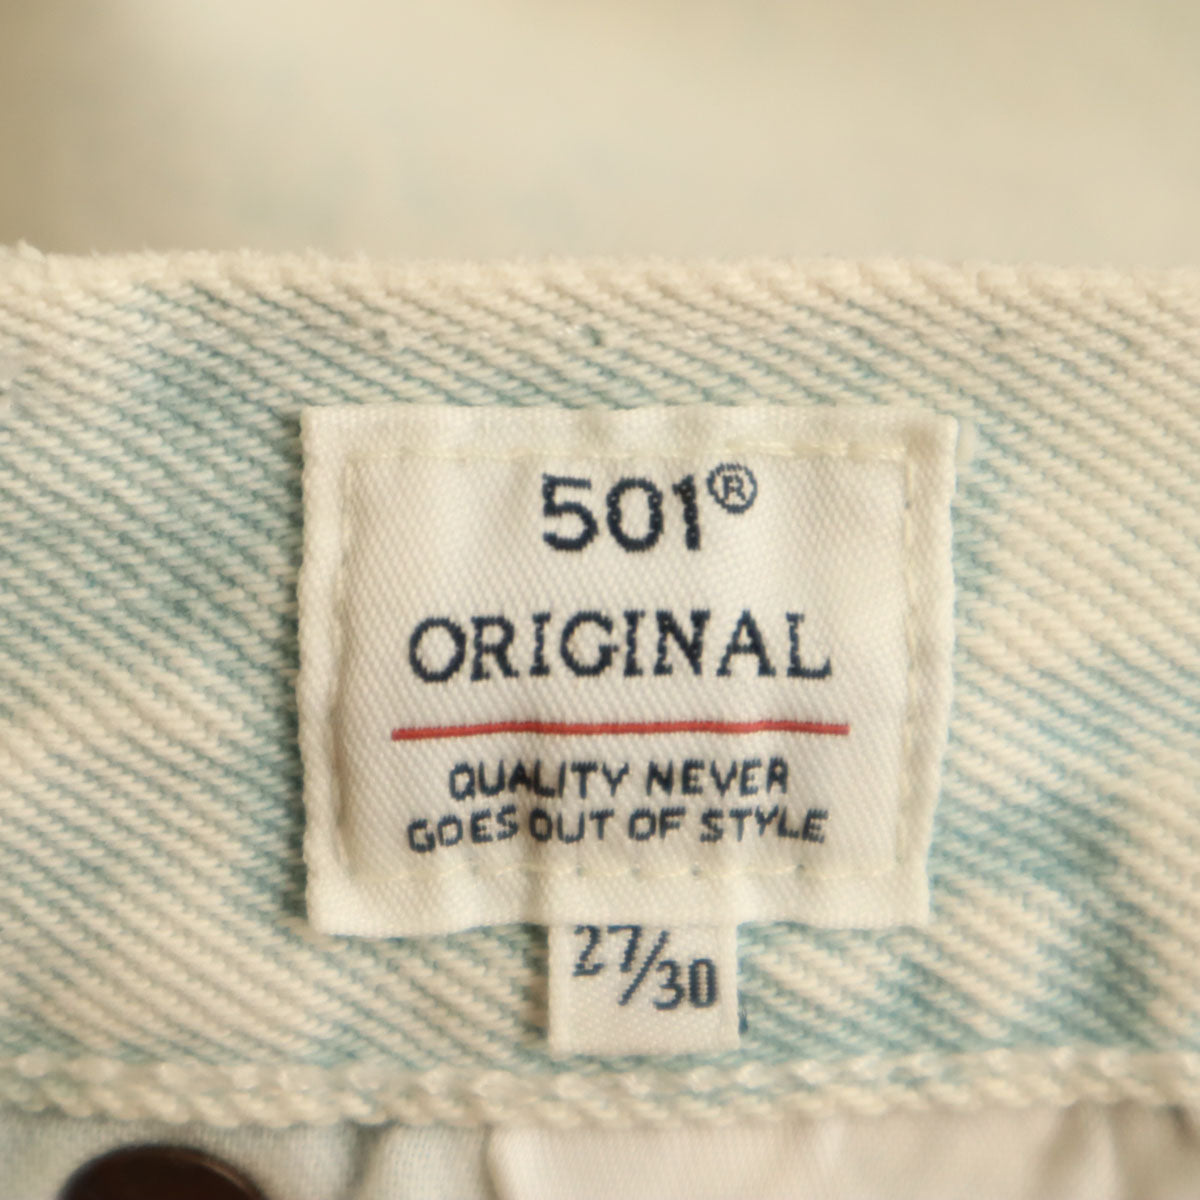 501®
ORIGINAL
QUALITY NEVER
GOES OUT OF STYLE
27/30